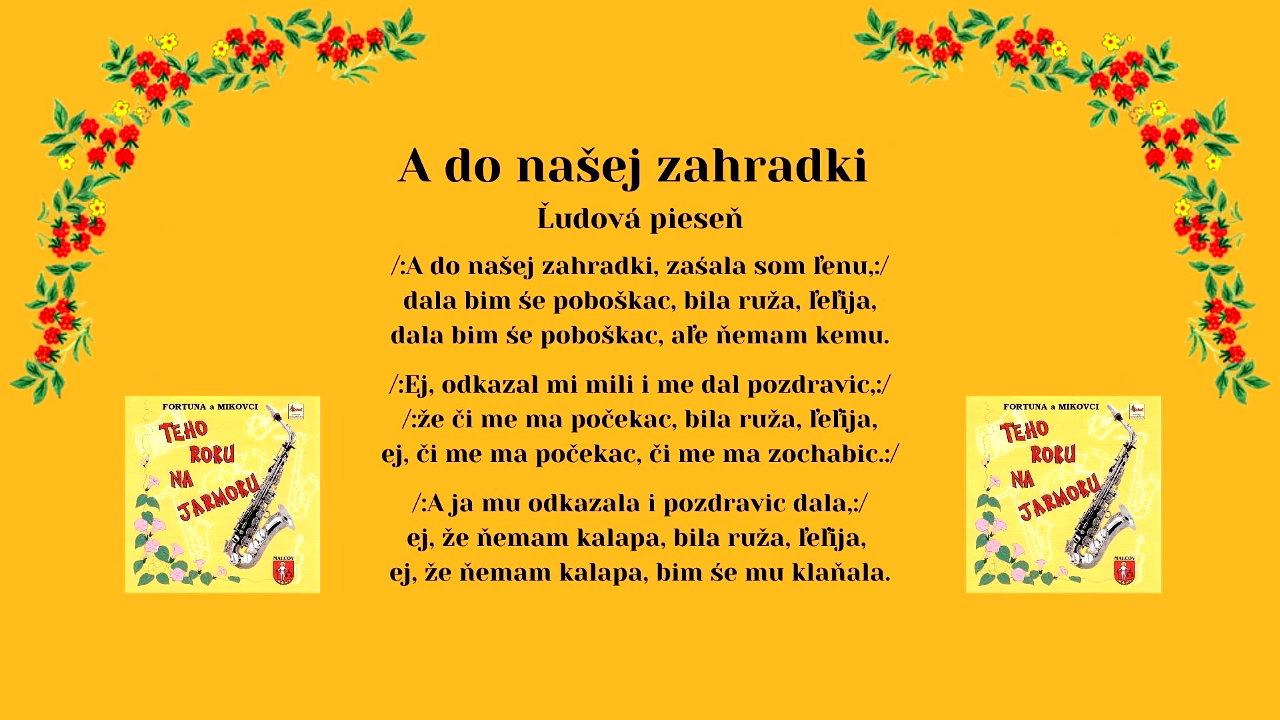 A do našej zahradki
Ľudová pieseň
/:A do našej zahradki, zaśala som ľenu,:/
dala bim śe poboškac, bila ruža, ľeľija,
dala bim śe poboškac, aľe ňemam kemu.
/:Ej, odkazal mi mili i me dal pozdravic,:/
/:že či me ma počekac, bila ruža, ľeľija,
ej, či me ma počekac, či me ma zochabic.:/
/:A ja mu odkazala i pozdravic dala,:/
ej, že ňemam kalapa, bila ruža, ľeľija,
ej, že ňemam kalapa, bim śe mu klaňala.
FORTUNA a MIKOVCI
TEHO
ROKU
NA
JARMOKU
MALCOV
FORTUNA a MIKOVCI
TEHO
ROKU
NA
JARMOKU
MALCOV